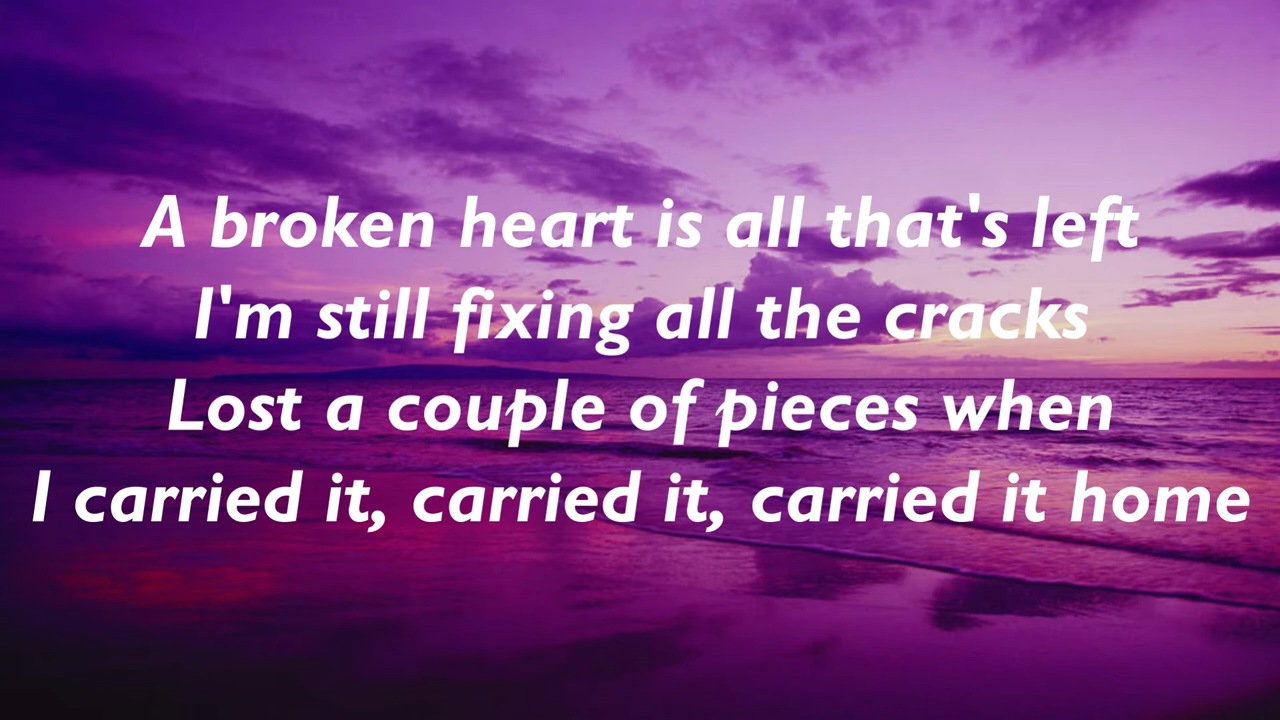 A broken heart is all that's left
I'm still fixing all the cracks
Lost a couple of pieces when
I carried it, carried it, carried it home